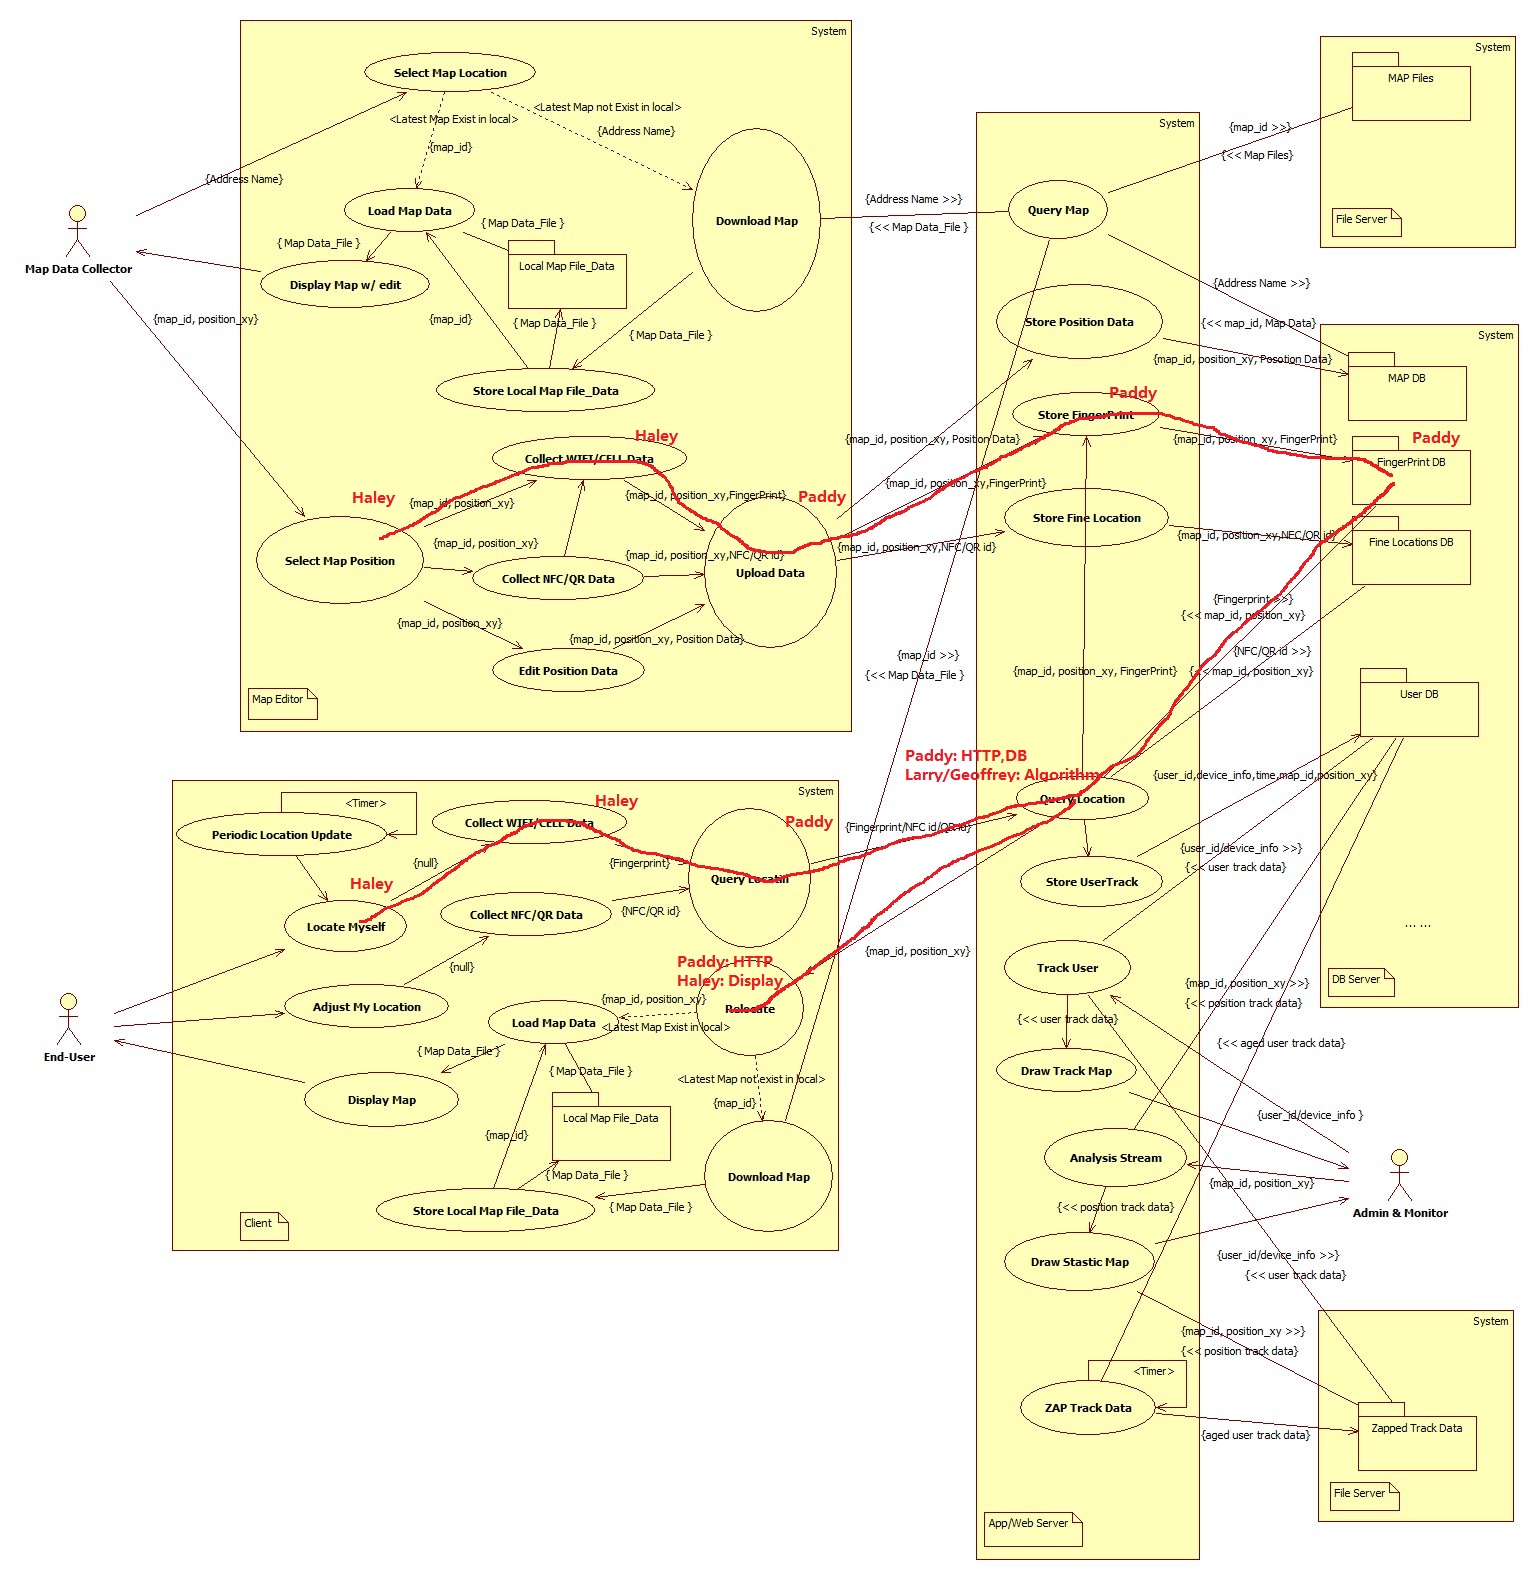 System
Select Map Location
<Latest Map Exist in local>
{map_id}
<Latest Map not Exist in local>
{Address Name}
{Address Name}
Map Data Collector
Load Map Data
{ Map Data_File }
{ Map Data_File }
Local Map File_Data
Display Map w/ edit
Download Map
{map_id, position_xy}
{map_id}
{ Map Data_File }
{ Map Data_File }
Store Local Map File_Data
Haley
Collect WIFI/CELL Data
Haley
{map_id, position_xy}
{map_id, position_xy,FingerPrint}
Paddy
{map_id, position_xy}
Select Map Position
{map_id, position_xy,NFC/QR id}
Collect NFC/QR Data
Upload Data
{map_id, position_xy}
{map_id, position_xy, Position Data}
Edit Position Data
Map Editor
{Address Name >>}
{<< Map Data_File }
{map_id, position_xy, Position Data}
{map_id, position_xy,FingerPrint}
{map_id, position_xy,NFC/QR id}
{map_id >>}
{<< Map Data_File }
System
Query Map
Store Position Data
Paddy
Store FingerPrint
Store Fine Location
{map_id, position_xy, FingerPrint}
Paddy: HTTP,DB
Larry/Geoffrey: Algorithm
Query Location
Store UserTrack
Track User
{<< user track data}
Draw Track Map
Analysis Stream
{<< position track data}
Draw Stastic Map
<Timer>
ZAP Track Data
App/Web Server
{map_id >>}
{<< Map Files}
{Address Name >>}
{<< map_id, Map Data}
{map_id, position_xy, Posotion Data}
{map_id, position_xy, FingerPrint}
{map_id, position_xy,NFC/QR id}
{Fingerprint >>}
{<< map_id, position_xy}
{NFC/QR id >>}
{<< map_id, position_xy}
{user_id,device_info,time,map_id,position_xy}
{user_id/device_info >>}
{<< user track data}
{map_id, position_xy >>}
{<< position track data}
{<< aged user track data}
{user_id/device_info }
{map_id, position_xy}
Admin & Monitor
{user_id/device_info >>}
{<< user track data}
{map_id, position_xy >>}
{<< position track data}
{aged user track data}
System
MAP Files
File Server
System
MAP DB
Paddy
FingerPrint DB
Fine Locations DB
User DB
... ...
DB Server
System
Zapped Track Data
File Server
System
<Timer>
Periodic Location Update
Haley
Collect WIFI/CELL Data
Paddy
{Fingerprint/NFC id/QR id}
{null}
{Fingerprint}
Haley
Query Locatin
Locate Myself
Collect NFC/QR Data
{NFC/QR id}
{null}
{map_id, position_xy}
Paddy: HTTP
Haley: Display
Adjust My Location
{map_id, position_xy}
Relocate
Load Map Data
<Latest Map Exist in local>
End-User
{ Map Data_File }
{ Map Data_File }
<Latest Map not exist in local>
Display Map
{map_id}
Local Map File_Data
{map_id}
{ Map Data_File }
Download Map
Store Local Map File_Data
{ Map Data_File }
Client